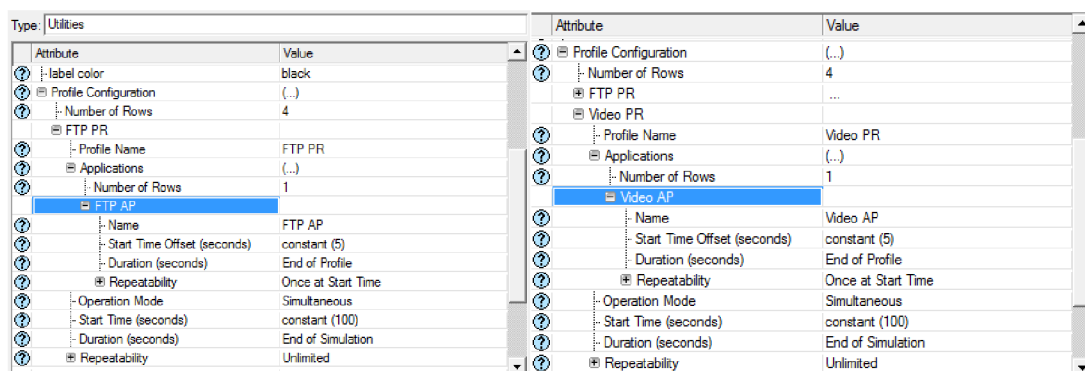 Type: Utilities
Attribute Value
label color black
Profile Configuration (...)
Number of Rows 4
FTP PR
Profile Name FTP PR
Applications (...)
Number of Rows 1
FTP AP
Name FTP AP
Start Time Offset (seconds) constant (5)
Duration (seconds) End of Profile
Repeatability Once at Start Time
Operation Mode Simultaneous
Start Time (seconds) constant (100)
Duration (seconds) End of Simulation
Repeatability Unlimited
Attribute Value
Profile Configuration (...)
Number of Rows 4
FTP PR ...
Video PR
Profile Name Video PR
Applications (...)
Number of Rows 1
Video AP
Name Video AP
Start Time Offset (seconds) constant (5)
Duration (seconds) End of Profile
Repeatability Once at Start Time
Operation Mode Simultaneous
Start Time (seconds) constant (100)
Duration (seconds) End of Simulation
Repeatability Unlimited